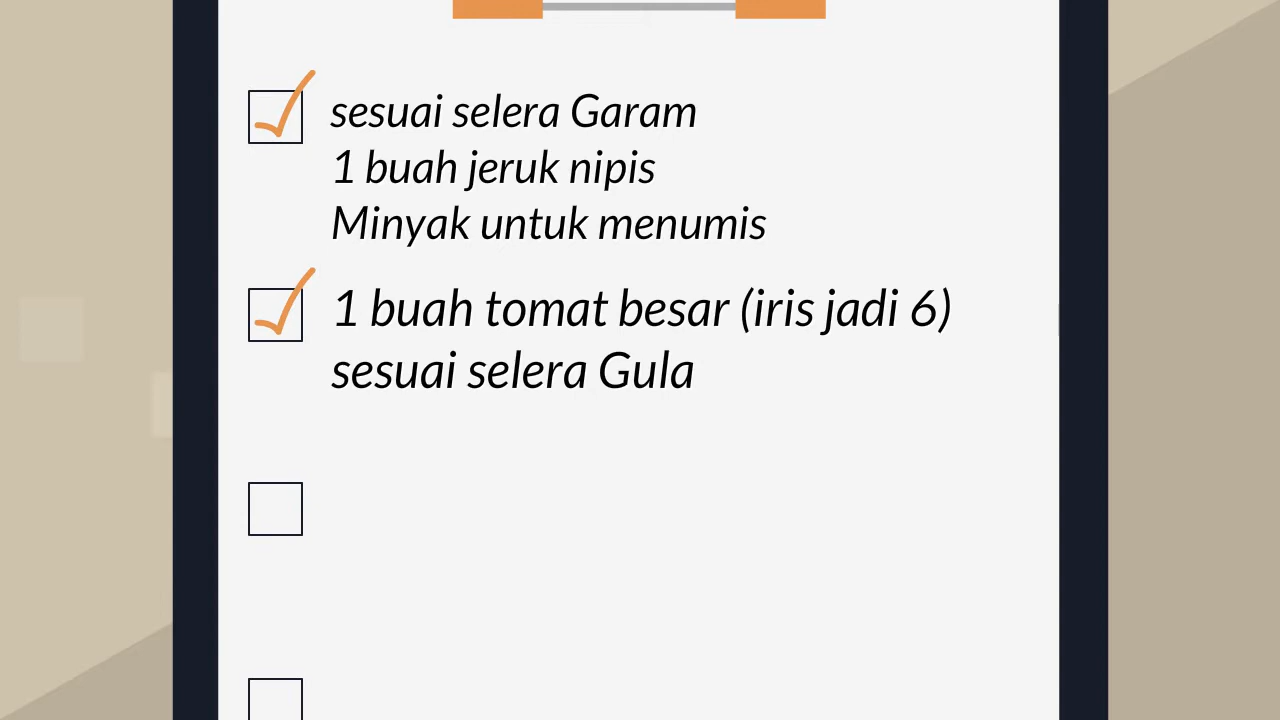 sesuai selera Garam
1 buah jeruk nipis
Minyak untuk menumis
1 buah tomat besar (iris jadi 6)
sesuai selera Gula